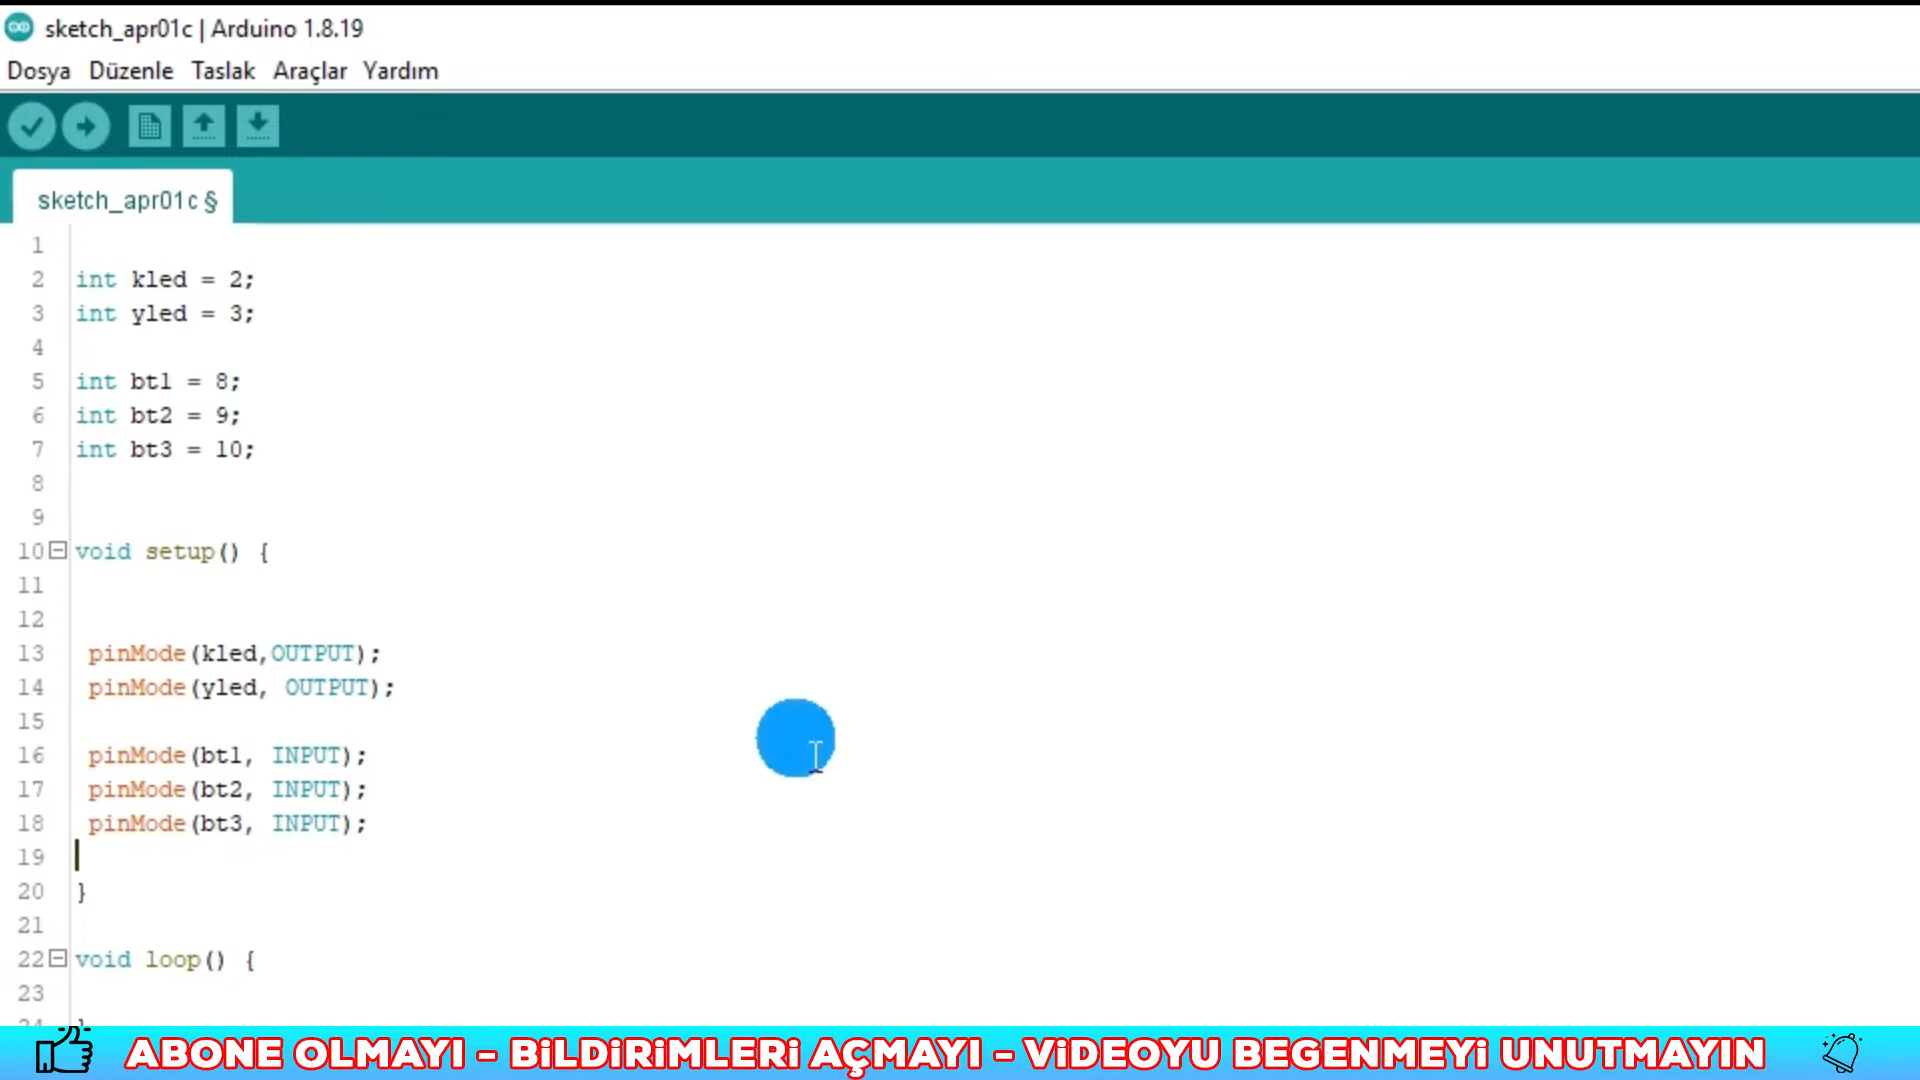 sketch_apr01c | Arduino 1.8.19
Dosya Düzenle Taslak Araçlar Yardım
sketch_apr01c §
1
2 int kled = 2;
3 int yled = 3;
4
5 int bt1 = 8;
6 int bt2 = 9;
7 int bt3 = 10;
8
9
10 void setup() {
11
12
13 pinMode(kled,OUTPUT);
14 pinMode(yled, OUTPUT);
15
16 pinMode(bt1, INPUT);
17 pinMode(bt2, INPUT);
18 pinMode(bt3, INPUT);
19
20 }
21
22 void loop() {
23
ABONE OLMAYI - BİLDİRİMLERİ AÇMAYI - VİDEOYU BEGENMEYİ UNUTMAYIN